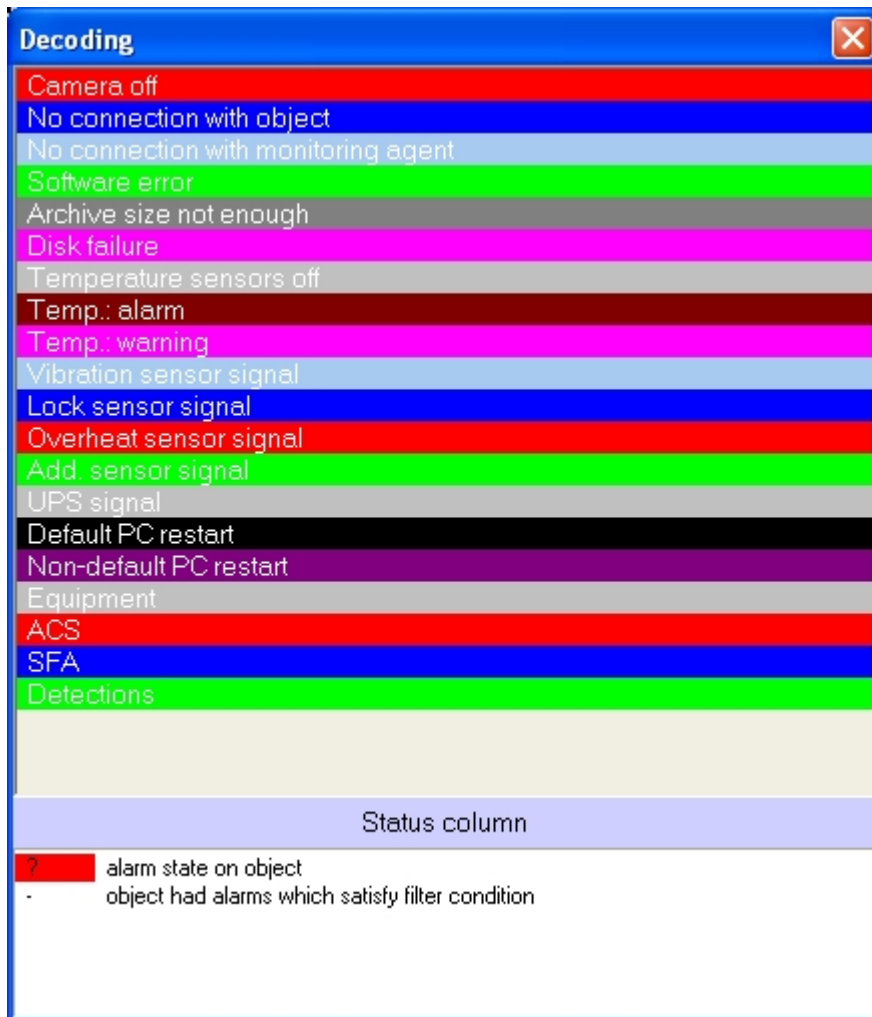 Decoding
Camera off
No connection with object
No connection with monitoring agent
Software error
Archive size not enough
Disk failure
Temperature sensors off
Temp.: alarm
Temp.: warning
Vibration sensor signal
Lock sensor signal
Overheat sensor signal
Add. sensor signal
UPS signal
Default PC restart
Non-default PC restart
Equipment
ACS
SFA
Detections
Status column
? alarm state on object
- object had alarms which satisfy filter condition